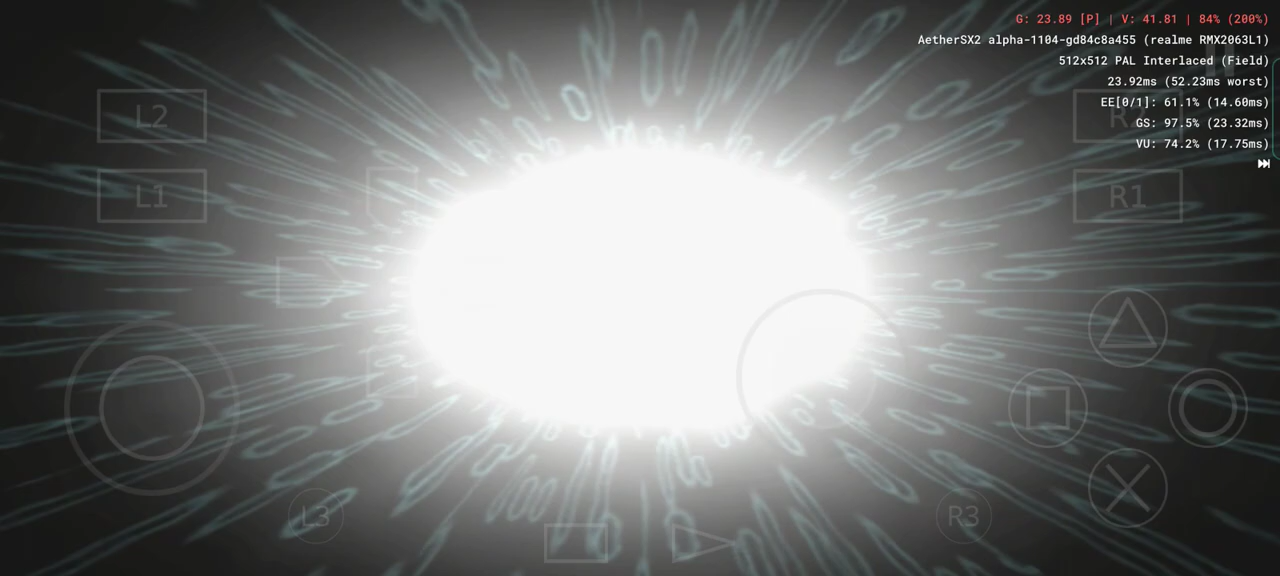 G: 23.89 [P] | V: 41.81 | 84% (200%)
AetherSX2 alpha-1104-gd84c8a455 (realme RMX2063L1)
512x512 PAL Interlaced (Field)
23.92ms (52.23ms worst)
EE[0/1]: 61.1% (14.60ms)
GS: 97.5% (23.32ms)
VU: 74.2% (17.75ms)
L2
R2
L1
R1
L3
R3